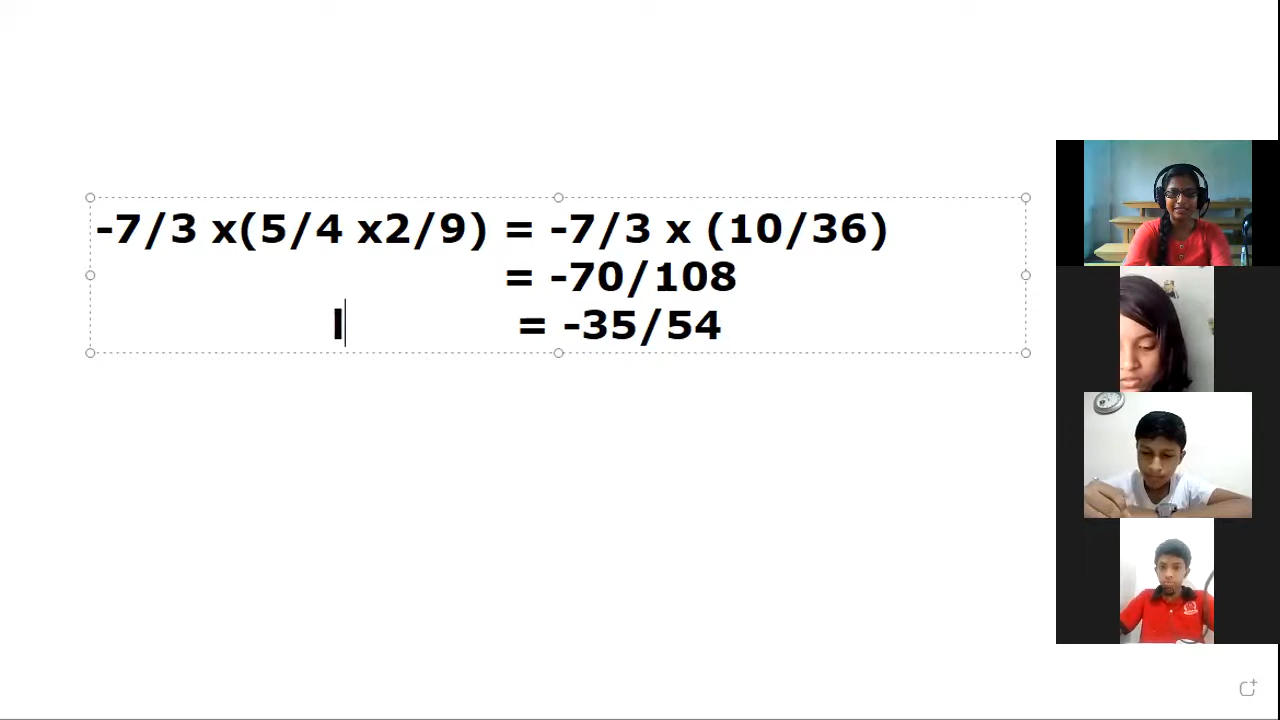 -7/3 x(5/4 x2/9) = -7/3 x (10/36)
= -70/108
l = -35/54